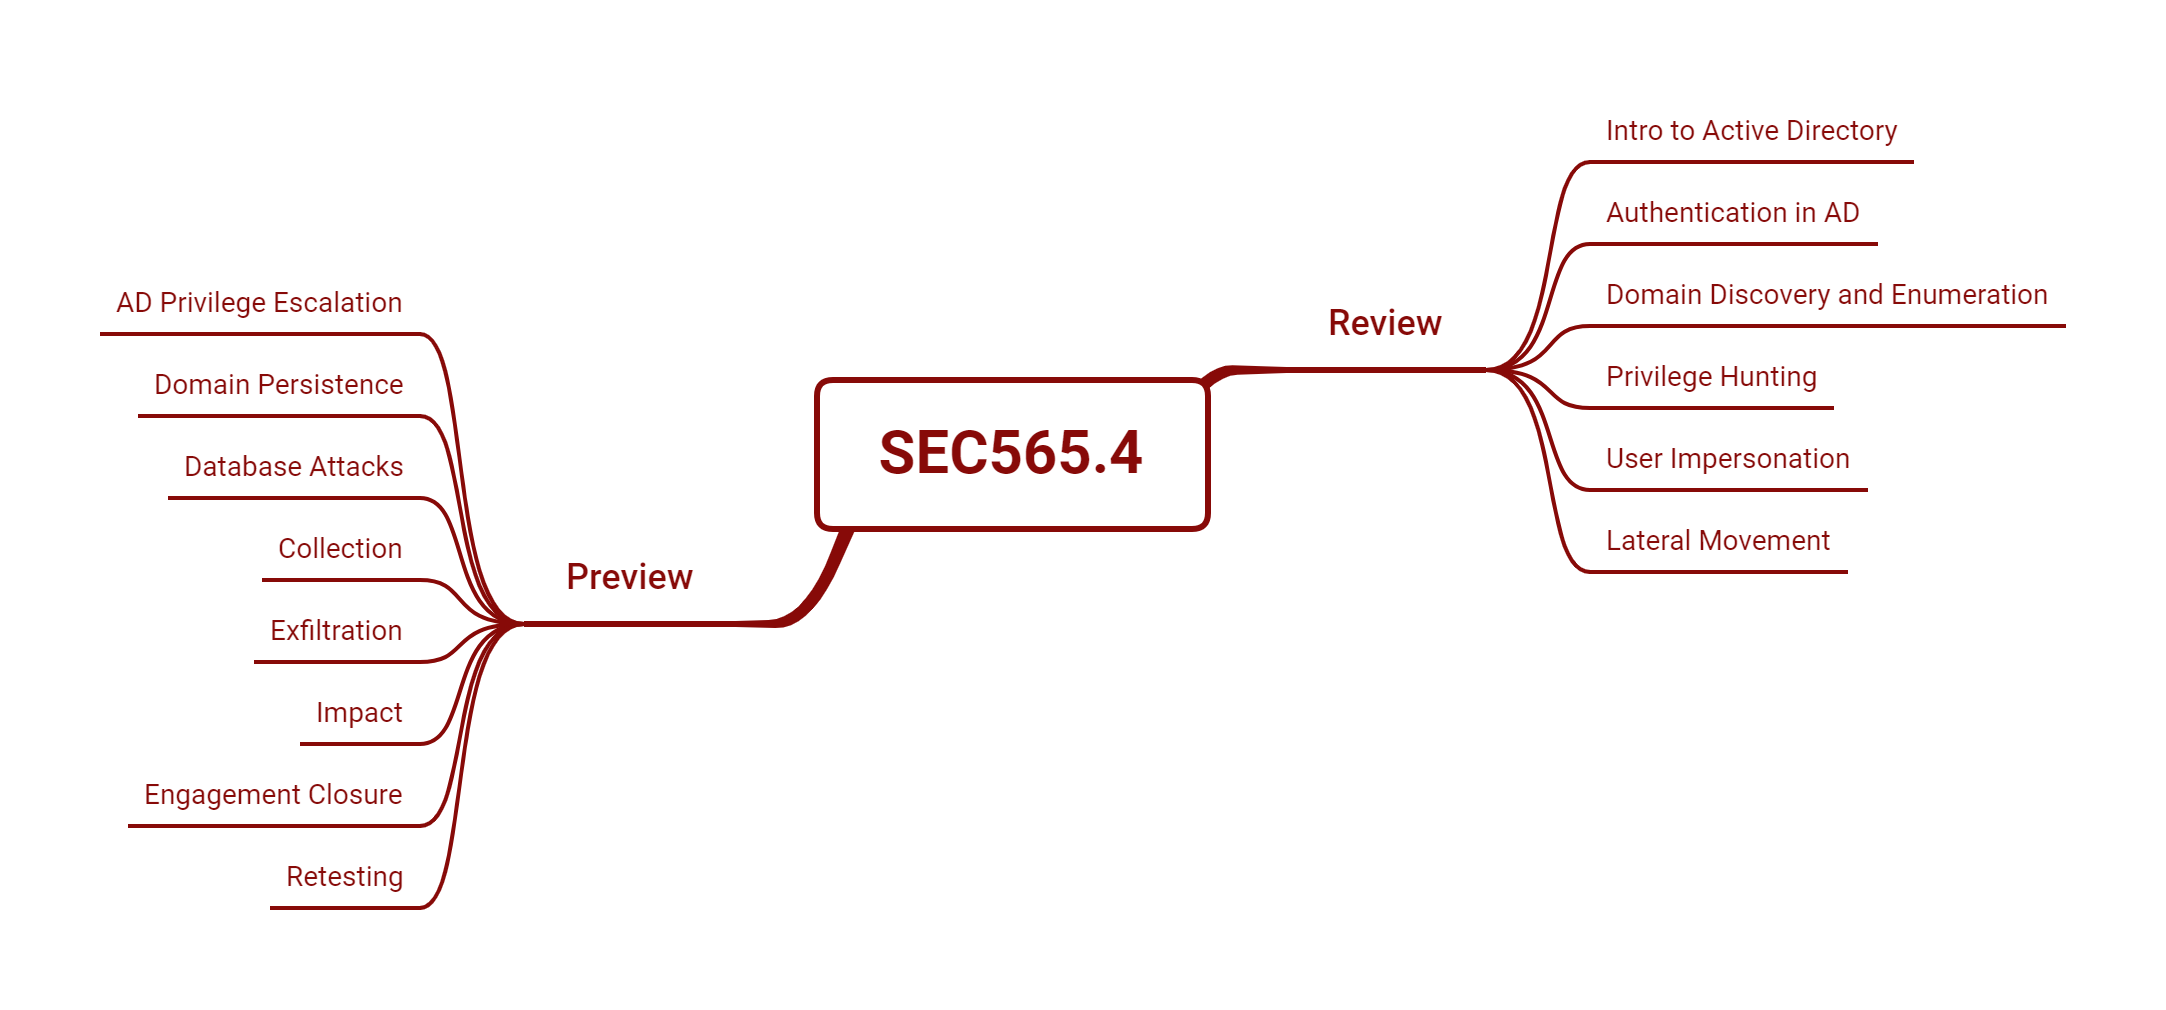 SEC565.4
Review
Intro to Active Directory
Authentication in AD
Domain Discovery and Enumeration
Privilege Hunting
User Impersonation
Lateral Movement
Preview
AD Privilege Escalation
Domain Persistence
Database Attacks
Collection
Exfiltration
Impact
Engagement Closure
Retesting